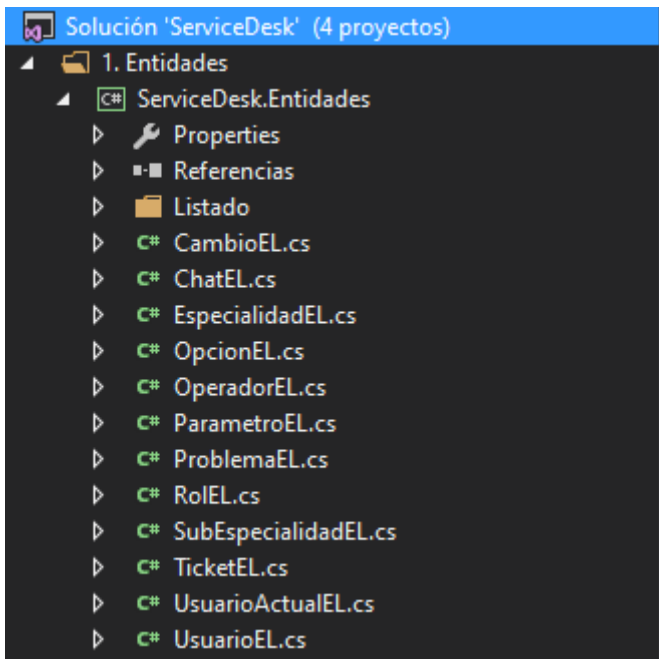 Solución 'ServiceDesk' (4 proyectos)
1. Entidades
C# ServiceDesk.Entidades
Properties
Referencias
Listado
C# CambioEL.cs
C# ChatEL.cs
C# EspecialidadEL.cs
C# OpcionEL.cs
C# OperadorEL.cs
C# ParametroEL.cs
C# ProblemaEL.cs
C# RolEL.cs
C# SubEspecialidadEL.cs
C# TicketEL.cs
C# UsuarioActualEL.cs
C# UsuarioEL.cs